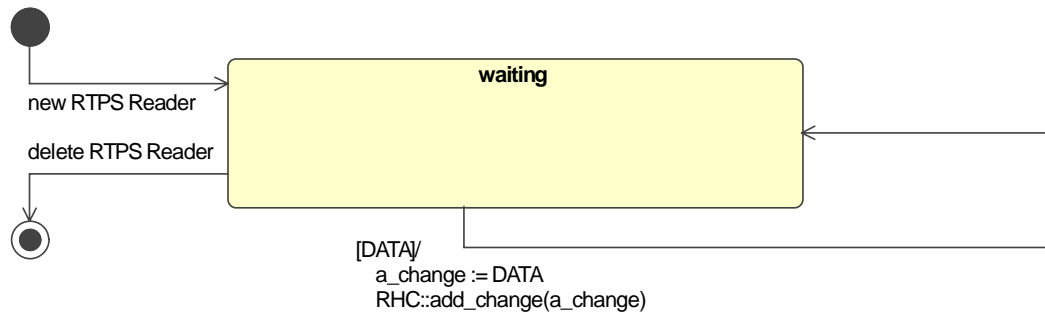 waiting
new RTPS Reader
delete RTPS Reader
[DATA]/
a_change := DATA
RHC::add_change(a_change)